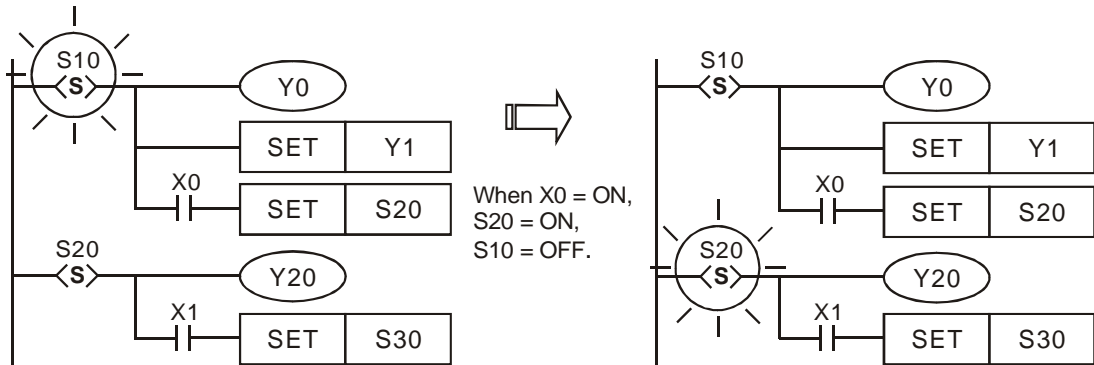 S10
S
Y0
SET Y1
X0
SET S20
S20
S
Y20
X1
SET S30
When X0 = ON,
S20 = ON,
S10 = OFF.
S10
S
Y0
SET Y1
X0
SET S20
S20
S
Y20
X1
SET S30